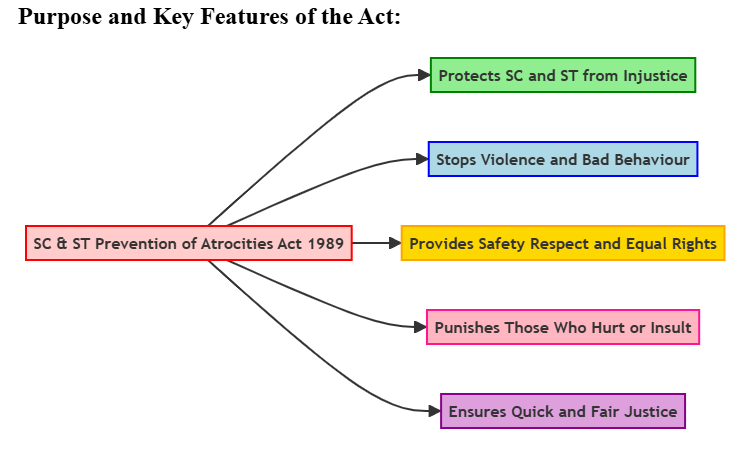 Purpose and Key Features of the Act:
Protects SC and ST from Injustice
Stops Violence and Bad Behaviour
SC & ST Prevention of Atrocities Act 1989
Provides Safety Respect and Equal Rights
Punishes Those Who Hurt or Insult
Ensures Quick and Fair Justice